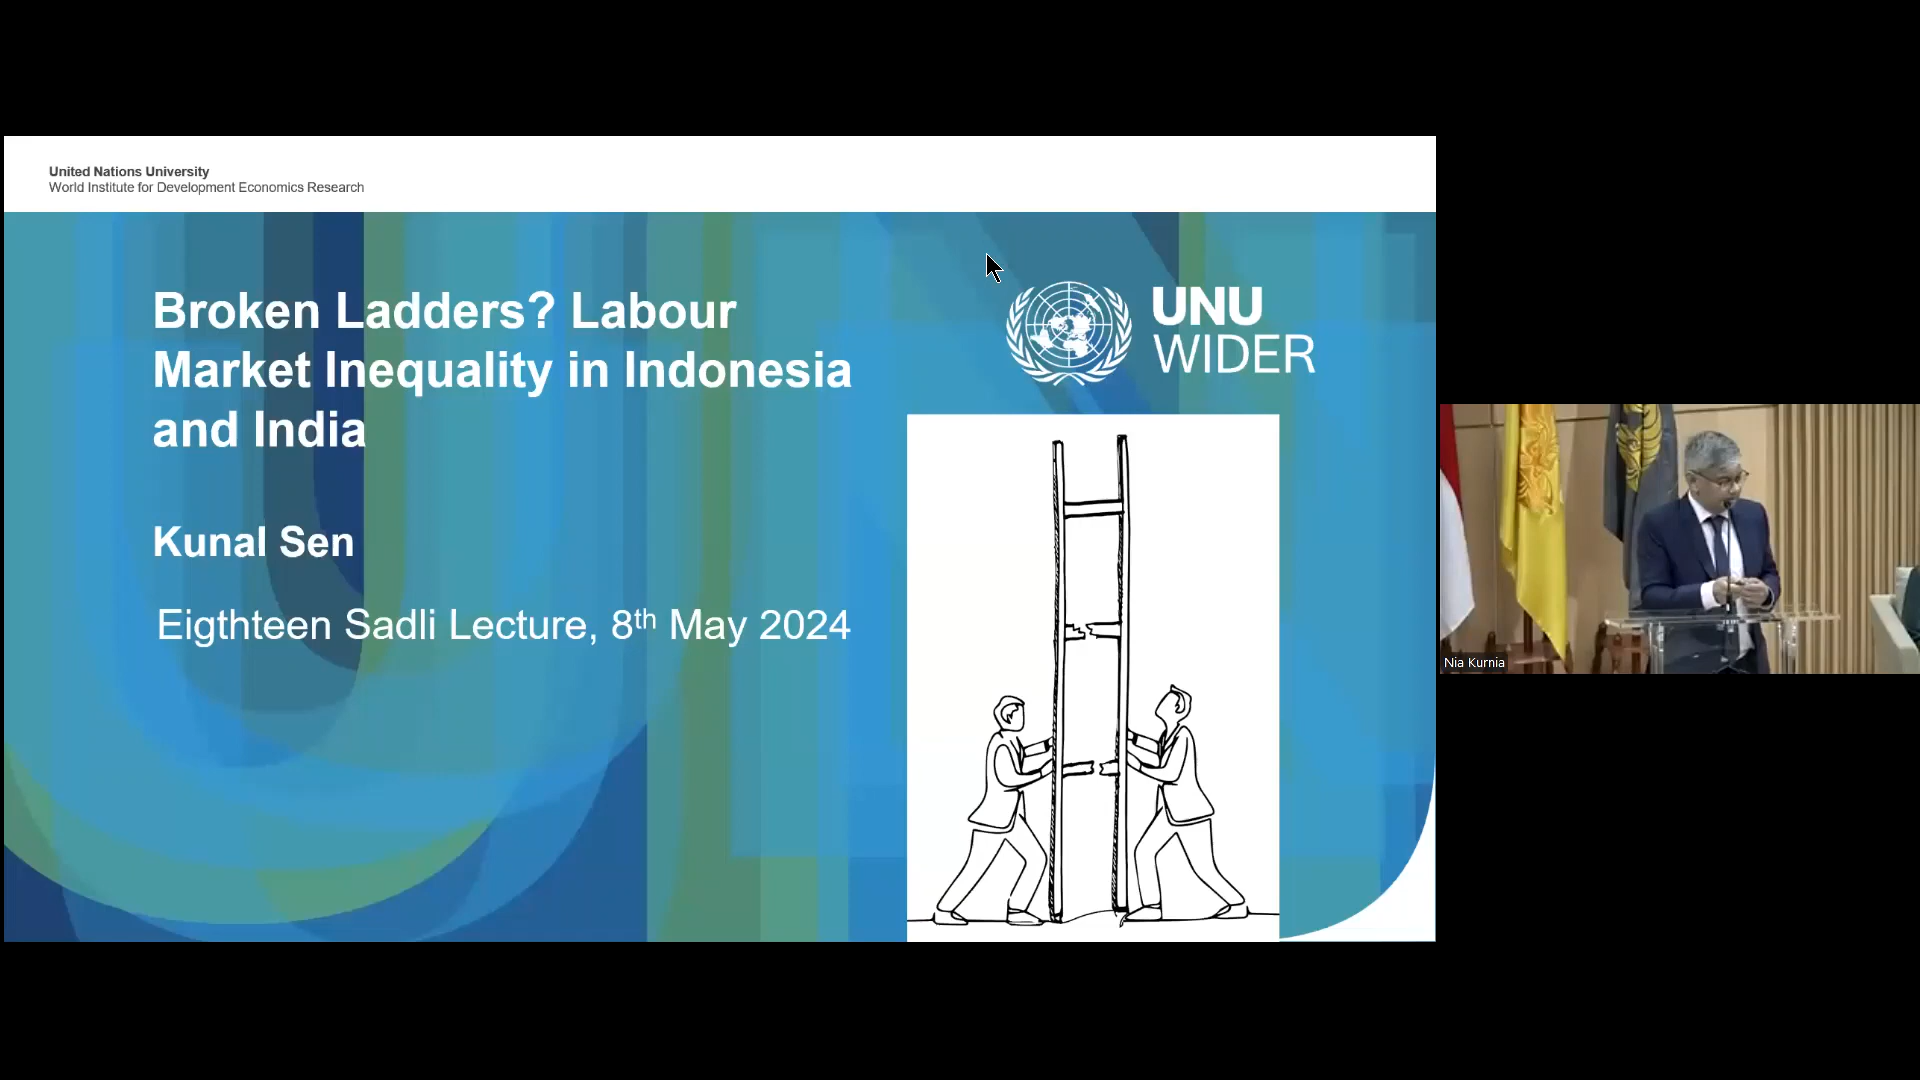 United Nations University
World Institute for Development Economics Research
Broken Ladders? Labour
Market Inequality in Indonesia
and India
UNU
WIDER
Kunal Sen
Eigthteen Sadli Lecture, 8th May 2024
Nia Kurnia